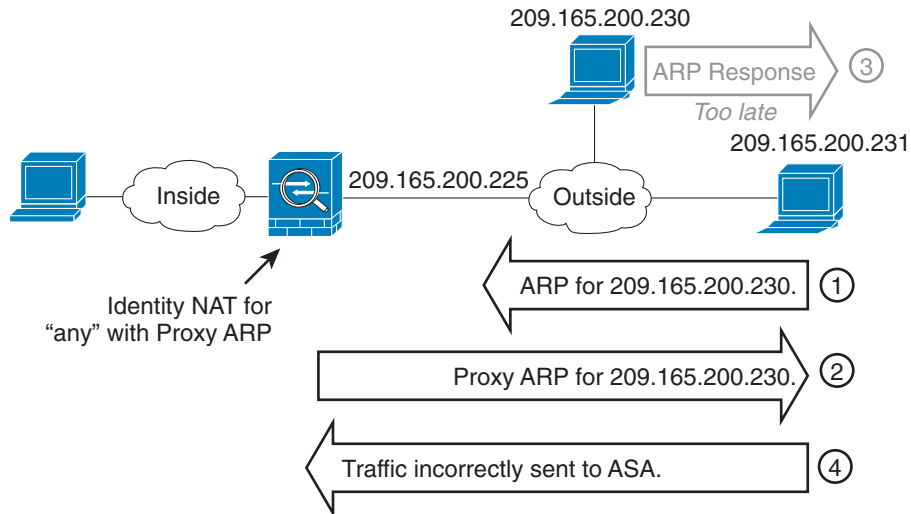 209.165.200.230
ARP Response
3
Too late
209.165.200.231
Inside
209.165.200.225
Outside
Identity NAT for
“any” with Proxy ARP
ARP for 209.165.200.230.
1
Proxy ARP for 209.165.200.230.
2
Traffic incorrectly sent to ASA.
4